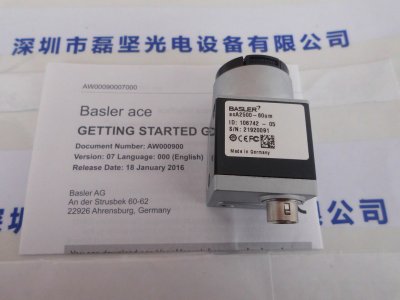 深圳市磊坚光电设备有限公司
AW00090007000
Basler ace
GETTING STARTED G
Document Number: AW000900
Version: 07 Language: 000 (English)
Release Date: 18 January 2016
Basler AG
An der Strusbek 60-62
22926 Ahrensburg, Germany
BASLER
acA2500-60um
ID: 106742-05
S/N: 21920091
Made in Germany